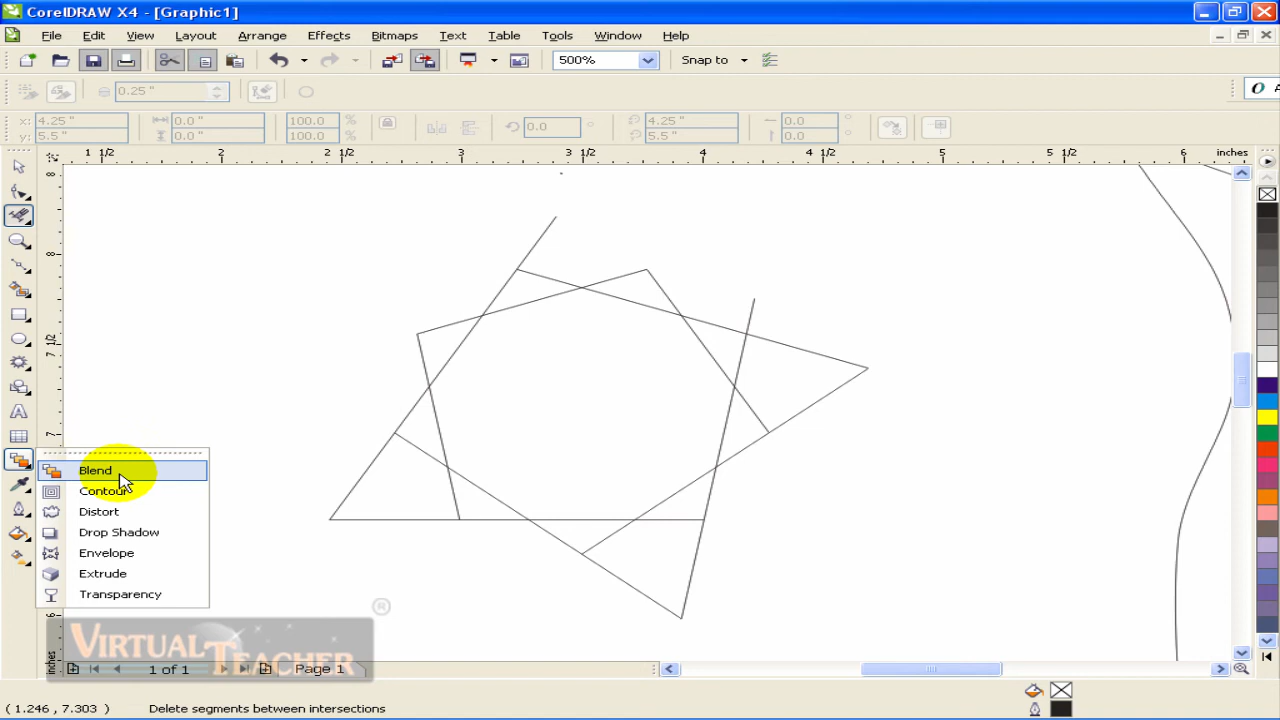 CorelDRAW X4 - [Graphic1]
File Edit View Layout Arrange Effects Bitmaps Text Table Tools Window Help
500% Snap to
0.25 "
x: 4.25 " 0.0 " 100.0 % 0.0 ° 4.25 " 0.0 °
y: 5.5 " 0.0 " 100.0 % 5.5 " 0.0 °
1 1/2 2 2 1/2 3 3 1/2 4 4 1/2 5 5 1/2 6 inches
8
7 1/2
7
Blend
Contour
Distort
Drop Shadow
Envelope
Extrude
Transparency
6
inches
VIRTUAL TEACHER ®
1 of 1 Page 1
( 1.246 , 7.303 ) Delete segments between intersections